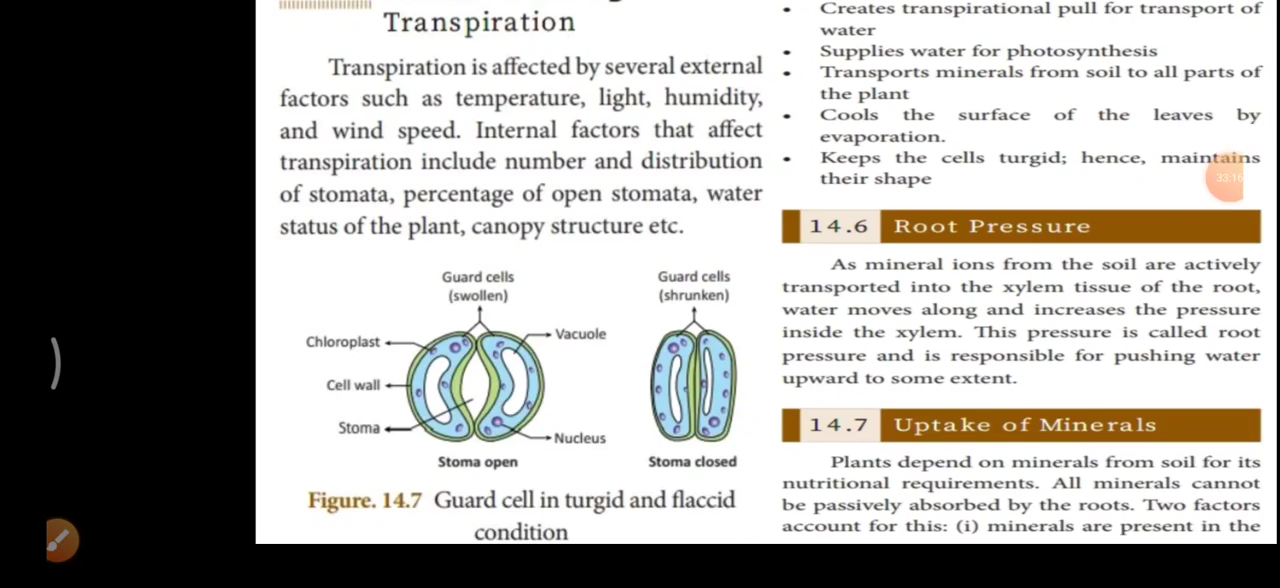 Transpiration
Transpiration is affected by several external
factors such as temperature, light, humidity,
and wind speed. Internal factors that affect
transpiration include number and distribution
of stomata, percentage of open stomata, water
status of the plant, canopy structure etc.
Guard cells
(swollen)
Guard cells
(shrunken)
Chloroplast
Vacuole
Cell wall
Stoma
Nucleus
Stoma open
Stoma closed
Figure. 14.7 Guard cell in turgid and flaccid
condition
• Creates transpirational pull for transport of
water
• Supplies water for photosynthesis
• Transports minerals from soil to all parts of
the plant
• Cools the surface of the leaves by
evaporation.
• Keeps the cells turgid; hence, maintains
their shape
33:16
14.6 Root Pressure
As mineral ions from the soil are actively
transported into the xylem tissue of the root,
water moves along and increases the pressure
inside the xylem. This pressure is called root
pressure and is responsible for pushing water
upward to some extent.
14.7 Uptake of Minerals
Plants depend on minerals from soil for its
nutritional requirements. All minerals cannot
be passively absorbed by the roots. Two factors
account for this: (i) minerals are present in the